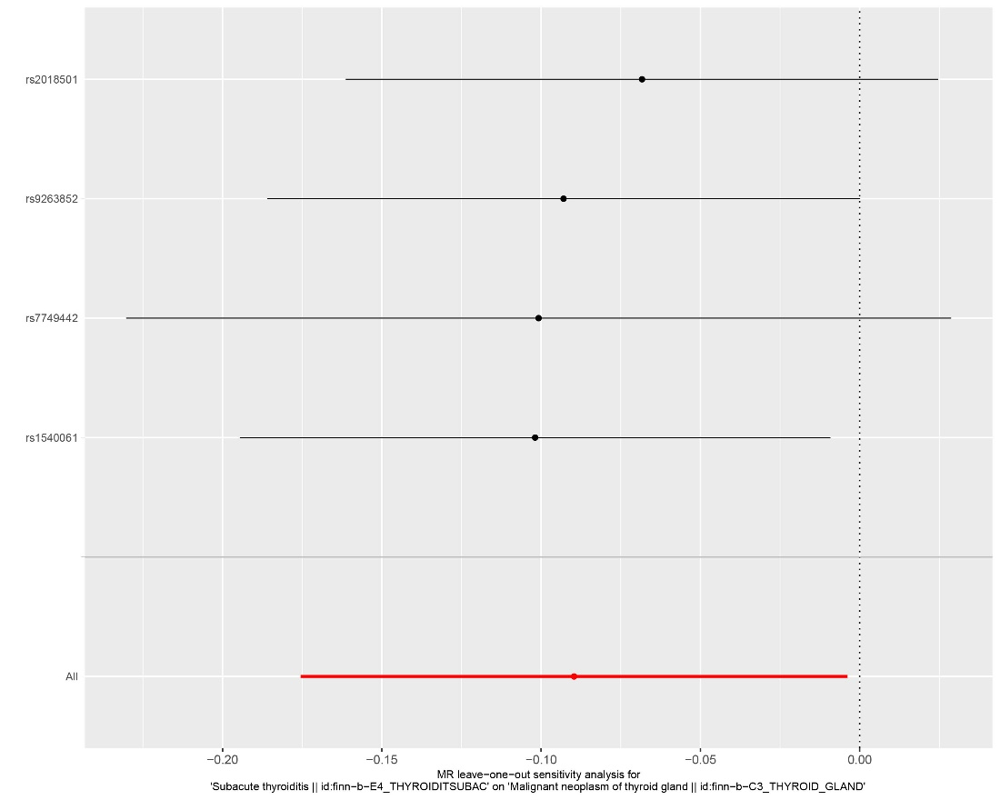 rs2018501
rs9263852
rs7749442
rs1540061
All
−0.20 −0.15 −0.10 −0.05 0.00
MR leave−one−out sensitivity analysis for
'Subacute thyroiditis || id:finn−b−E4_THYROIDITSUBAC' on 'Malignant neoplasm of thyroid gland || id:finn−b−C3_THYROID_GLAND'